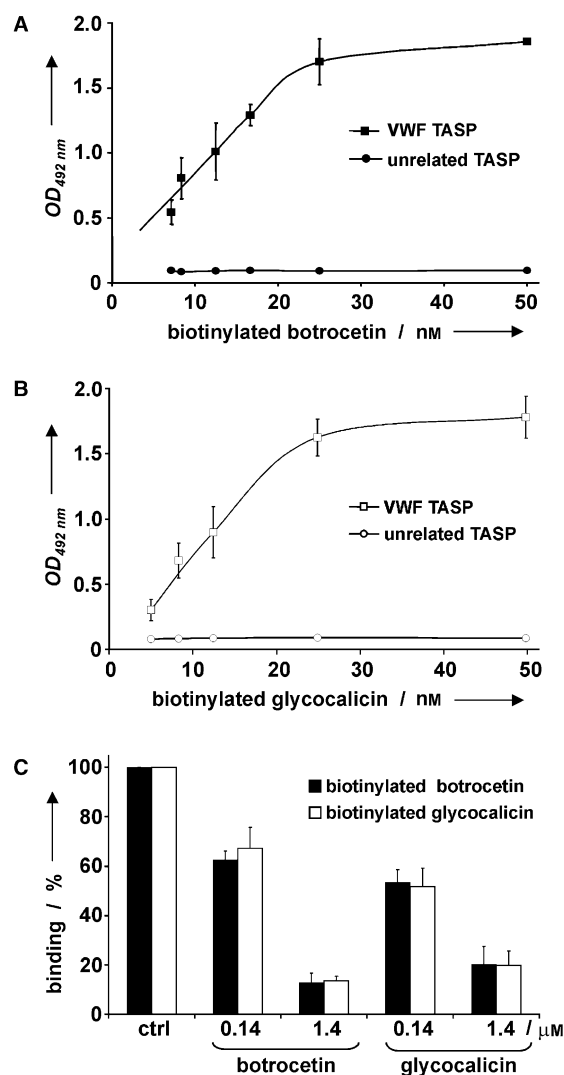 A
2.0
1.5
1.0
0.5
0
OD492 nm
VWF TASP
unrelated TASP
0 10 20 30 40 50
biotinylated botrocetin / nM
B
2.0
1.5
1.0
0.5
0
OD492 nm
VWF TASP
unrelated TASP
0 10 20 30 40 50
biotinylated glycocalicin / nM
C
100
80
60
40
20
0
binding / %
biotinylated botrocetin
biotinylated glycocalicin
ctrl 0.14 1.4 0.14 1.4 / μM
botrocetin glycocalicin